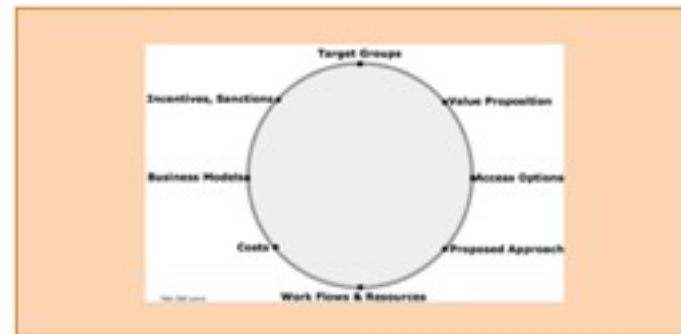 Target Groups
Incentives, Sanctions
Value Proposition
Business Models
Access Options
Costs
Proposed Approach
Work Flows & Resources